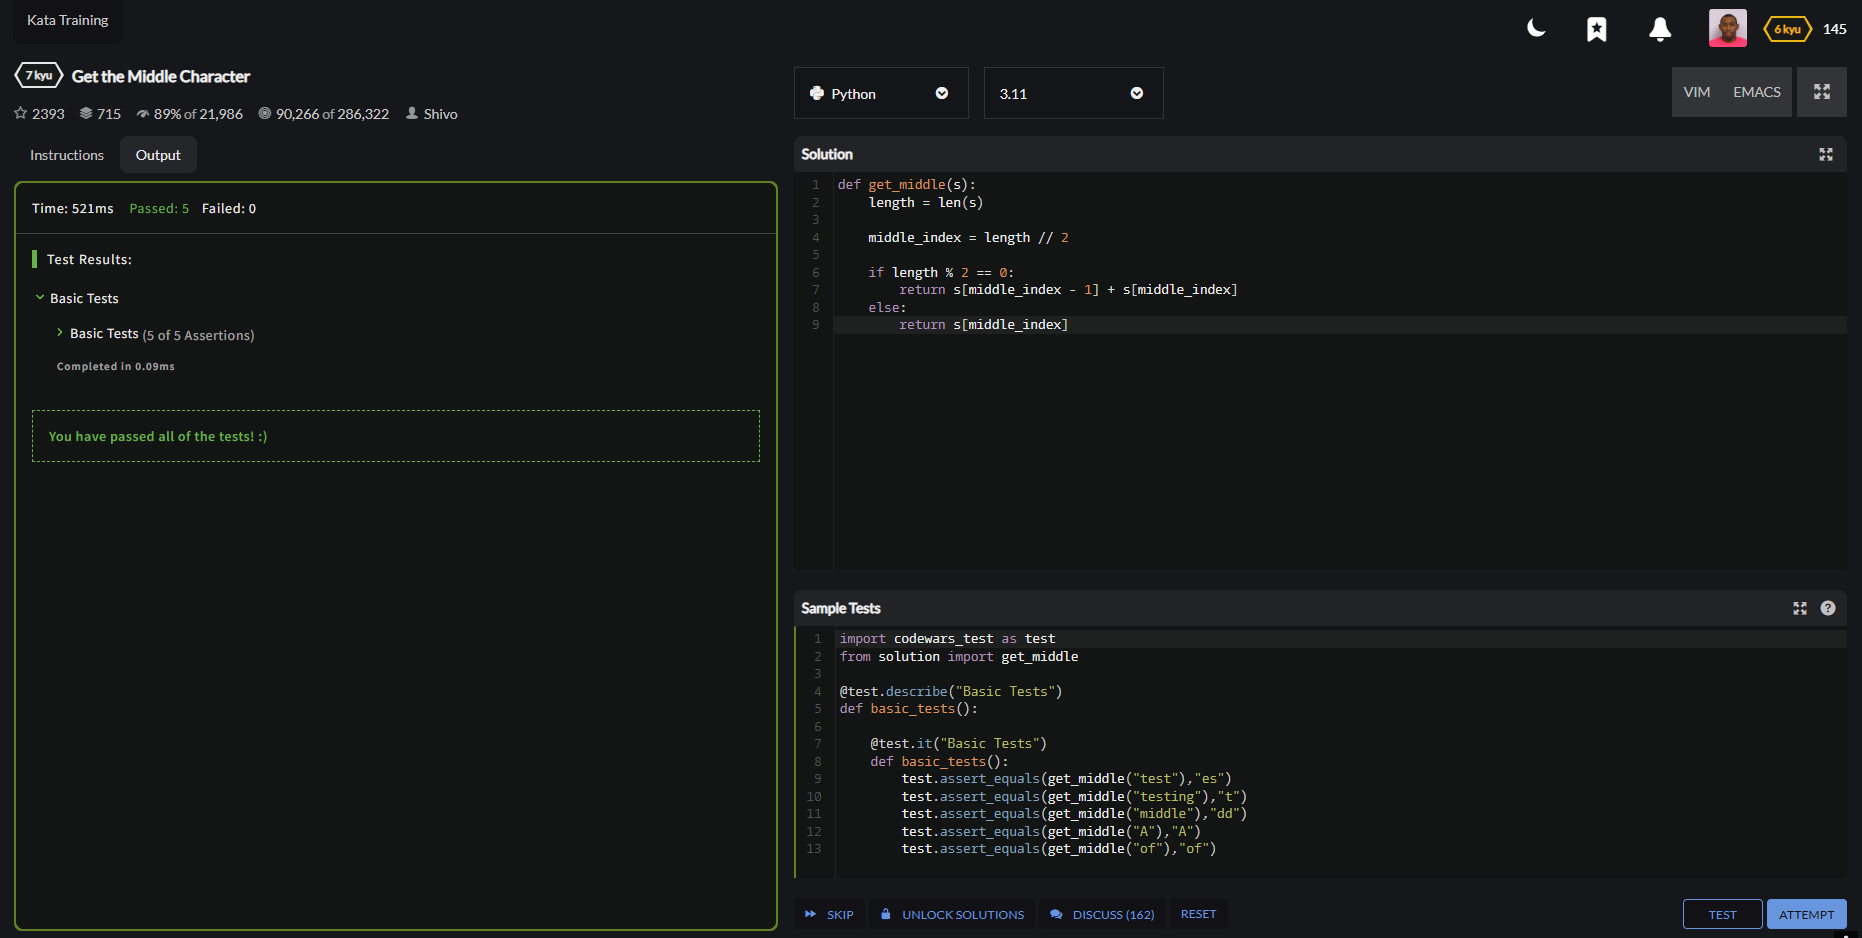 Kata Training
6 kyu 145
7 kyu Get the Middle Character
2393 715 89% of 21,986 90,266 of 286,322 Shivo
Instructions Output
Time: 521ms Passed: 5 Failed: 0
Test Results:
Basic Tests
Basic Tests (5 of 5 Assertions)
Completed in 0.09ms
You have passed all of the tests! :)
Python 3.11 VIM EMACS
Solution
1 def get_middle(s):
2     length = len(s)
3
4     middle_index = length // 2
5
6     if length % 2 == 0:
7         return s[middle_index - 1] + s[middle_index]
8     else:
9         return s[middle_index]
Sample Tests ?
1 import codewars_test as test
2 from solution import get_middle
3
4 @test.describe("Basic Tests")
5 def basic_tests():
6
7     @test.it("Basic Tests")
8     def basic_tests():
9         test.assert_equals(get_middle("test"),"es")
10         test.assert_equals(get_middle("testing"),"t")
11         test.assert_equals(get_middle("middle"),"dd")
12         test.assert_equals(get_middle("A"),"A")
13         test.assert_equals(get_middle("of"),"of")
SKIP UNLOCK SOLUTIONS DISCUSS (162) RESET TEST ATTEMPT